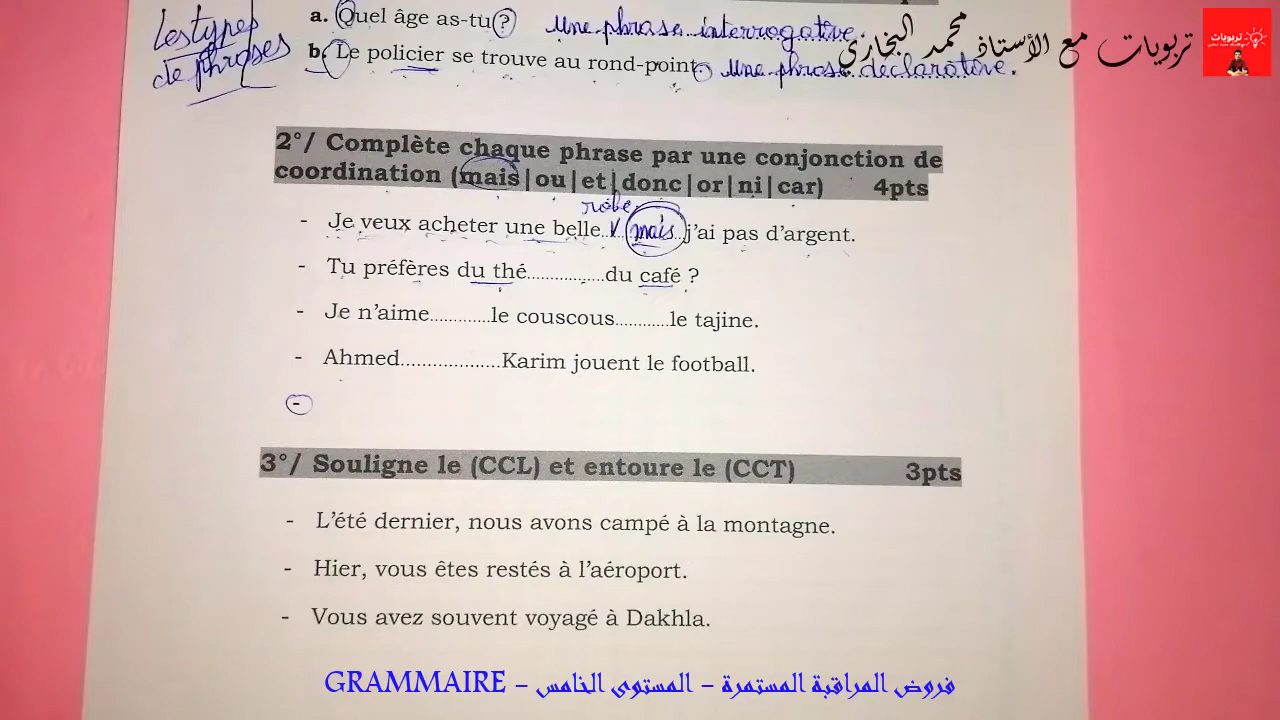 a. Quel âge as-tu ? Une phrase interrogative.
Les types
de phrases
b. Le policier se trouve au rond-point. Une phrase déclarative.
تربويات مع الأستاذ محمد البخاري
تربويات
2°/ Complète chaque phrase par une conjonction de
coordination (mais|ou|et|donc|or|ni|car) 4pts
robe
- Je veux acheter une belle...... mais j'ai pas d'argent.
- Tu préfères du thé................du café ?
- Je n'aime.............le couscous............le tajine.
- Ahmed...................Karim jouent le football.
-
3°/ Souligne le (CCL) et entoure le (CCT) 3pts
- L'été dernier, nous avons campé à la montagne.
- Hier, vous êtes restés à l'aéroport.
- Vous avez souvent voyagé à Dakhla.
فروض المراقبة المستمرة – المستوى الخامس – GRAMMAIRE